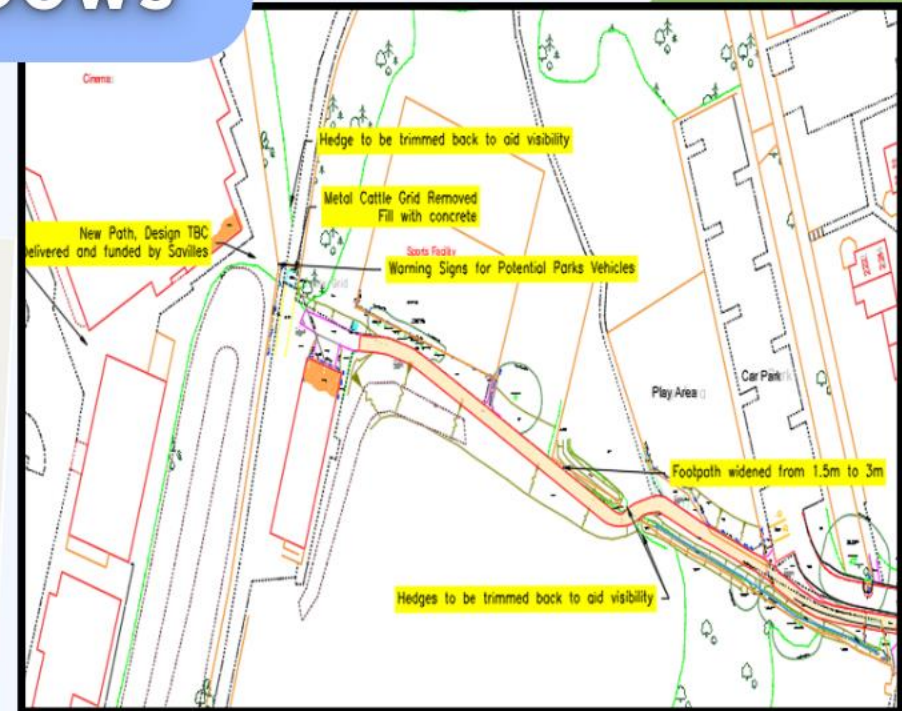 Cinema:
Hedge to be trimmed back to aid visibility
Metal Cattle Grid Removed
Fill with concrete
New Path, Design TBC
Delivered and funded by Savilles
Sports Facility
Warning Signs for Potential Parks Vehicles
Play Area
Car Park
Footpath widened from 1.5m to 3m
Hedges to be trimmed back to aid visibility